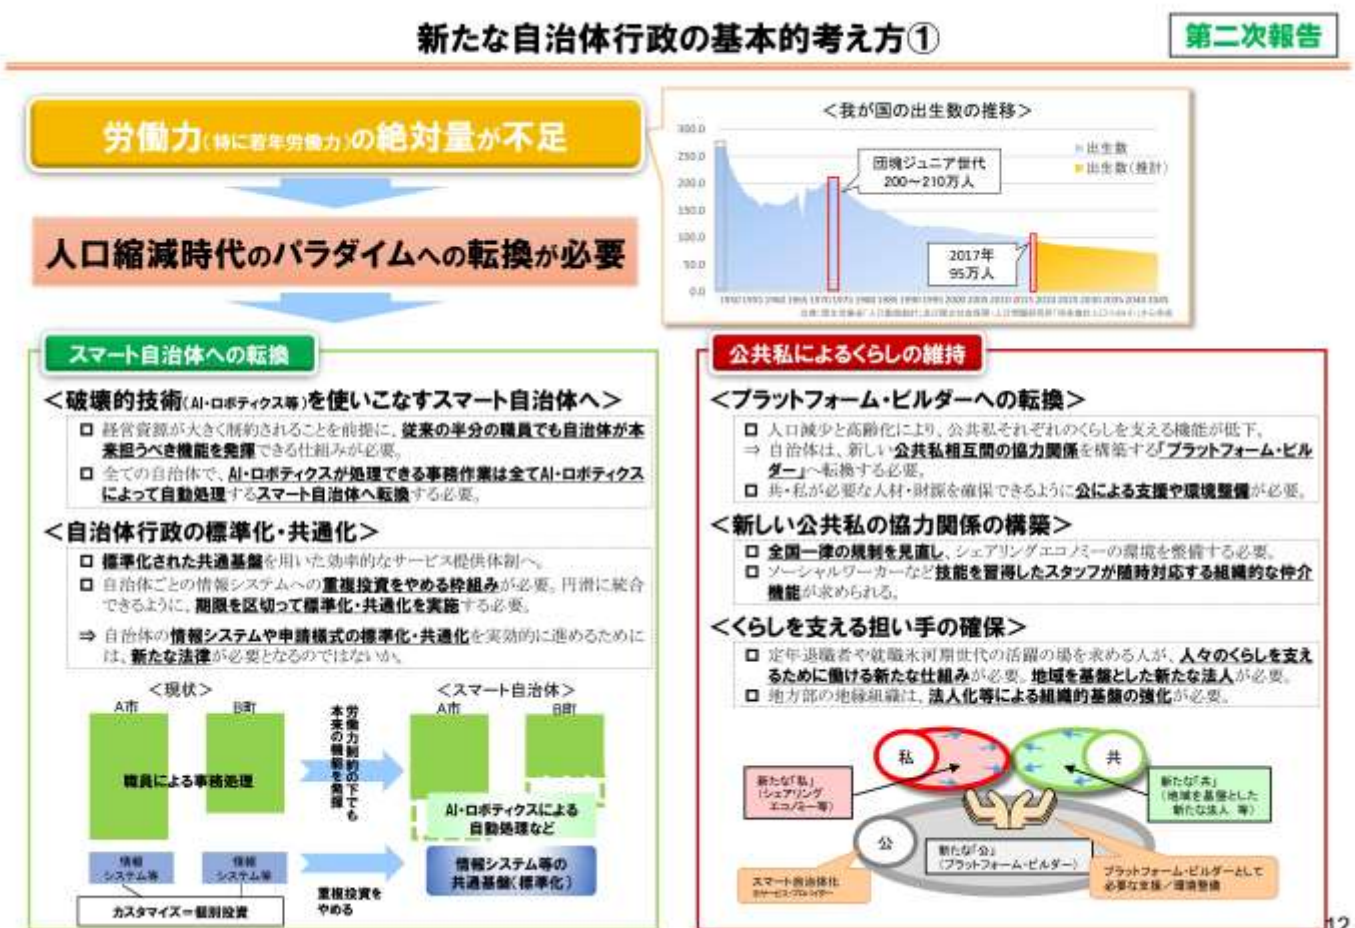 新たな自治体行政の基本的考え方①
第二次報告
労働力(特に若年労働力)の絶対量が不足
人口縮減時代のパラダイムへの転換が必要
＜我が国の出生数の推移＞
300.0
250.0
200.0
150.0
100.0
50.0
0.0
団塊ジュニア世代
200～210万人
2017年
95万人
出生数
出生数(推計)
1950 1955 1960 1965 1970 1975 1980 1985 1990 1995 2000 2005 2010 2015 2020 2025 2030 2035 2040 2045
スマート自治体への転換
＜破壊的技術(AI・ロボティクス等)を使いこなすスマート自治体へ＞
□ 経営資源が大きく制約されることを前提に、従来の半分の職員でも自治体が本
来担うべき機能を発揮できる仕組みが必要。
□ 全ての自治体で、AI・ロボティクスが処理できる事務作業は全てAI・ロボティクス
によって自動処理するスマート自治体へ転換する必要。
＜自治体行政の標準化・共通化＞
□ 標準化された共通基盤を用いた効率的なサービス提供体制へ。
□ 自治体ごとの情報システムへの重複投資をやめる枠組みが必要。円滑に統合
できるように、期限を区切って標準化・共通化を実施する必要。
⇒ 自治体の情報システムや申請様式の標準化・共通化を実効的に進めるために
は、新たな法律が必要となるのではないか。
＜現状＞
A市
B町
職員による事務処理
情報
システム等
情報
システム等
カスタマイズ＝個別投資
労働力制約の下でも
本来の機能を発揮
重複投資を
やめる
＜スマート自治体＞
A市
B町
AI・ロボティクスによる
自動処理など
情報システム等の
共通基盤(標準化)
公共私によるくらしの維持
＜プラットフォーム・ビルダーへの転換＞
□ 人口減少と高齢化により、公共私それぞれのくらしを支える機能が低下。
⇒ 自治体は、新しい公共私相互間の協力関係を構築する「プラットフォーム・ビル
ダー」へ転換する必要。
□ 共・私が必要な人材・財源を確保できるように公による支援や環境整備が必要。
＜新しい公共私の協力関係の構築＞
□ 全国一律の規制を見直し、シェアリングエコノミーの環境を整備する必要。
□ ソーシャルワーカーなど技能を習得したスタッフが随時対応する組織的な仲介
機能が求められる。
＜くらしを支える担い手の確保＞
□ 定年退職者や就職氷河期世代の活躍の場を求める人が、人々のくらしを支え
るために働ける新たな仕組みが必要。地域を基盤とした新たな法人が必要。
□ 地方部の地縁組織は、法人化等による組織的基盤の強化が必要。
私
共
公
新たな「私」
(シェアリング
エコノミー等)
新たな「共」
(地域を基盤とした
新たな法人 等)
新たな「公」
(プラットフォーム・ビルダー)
スマート自治体化
プラットフォーム・ビルダーとして
必要な支援／環境整備
12